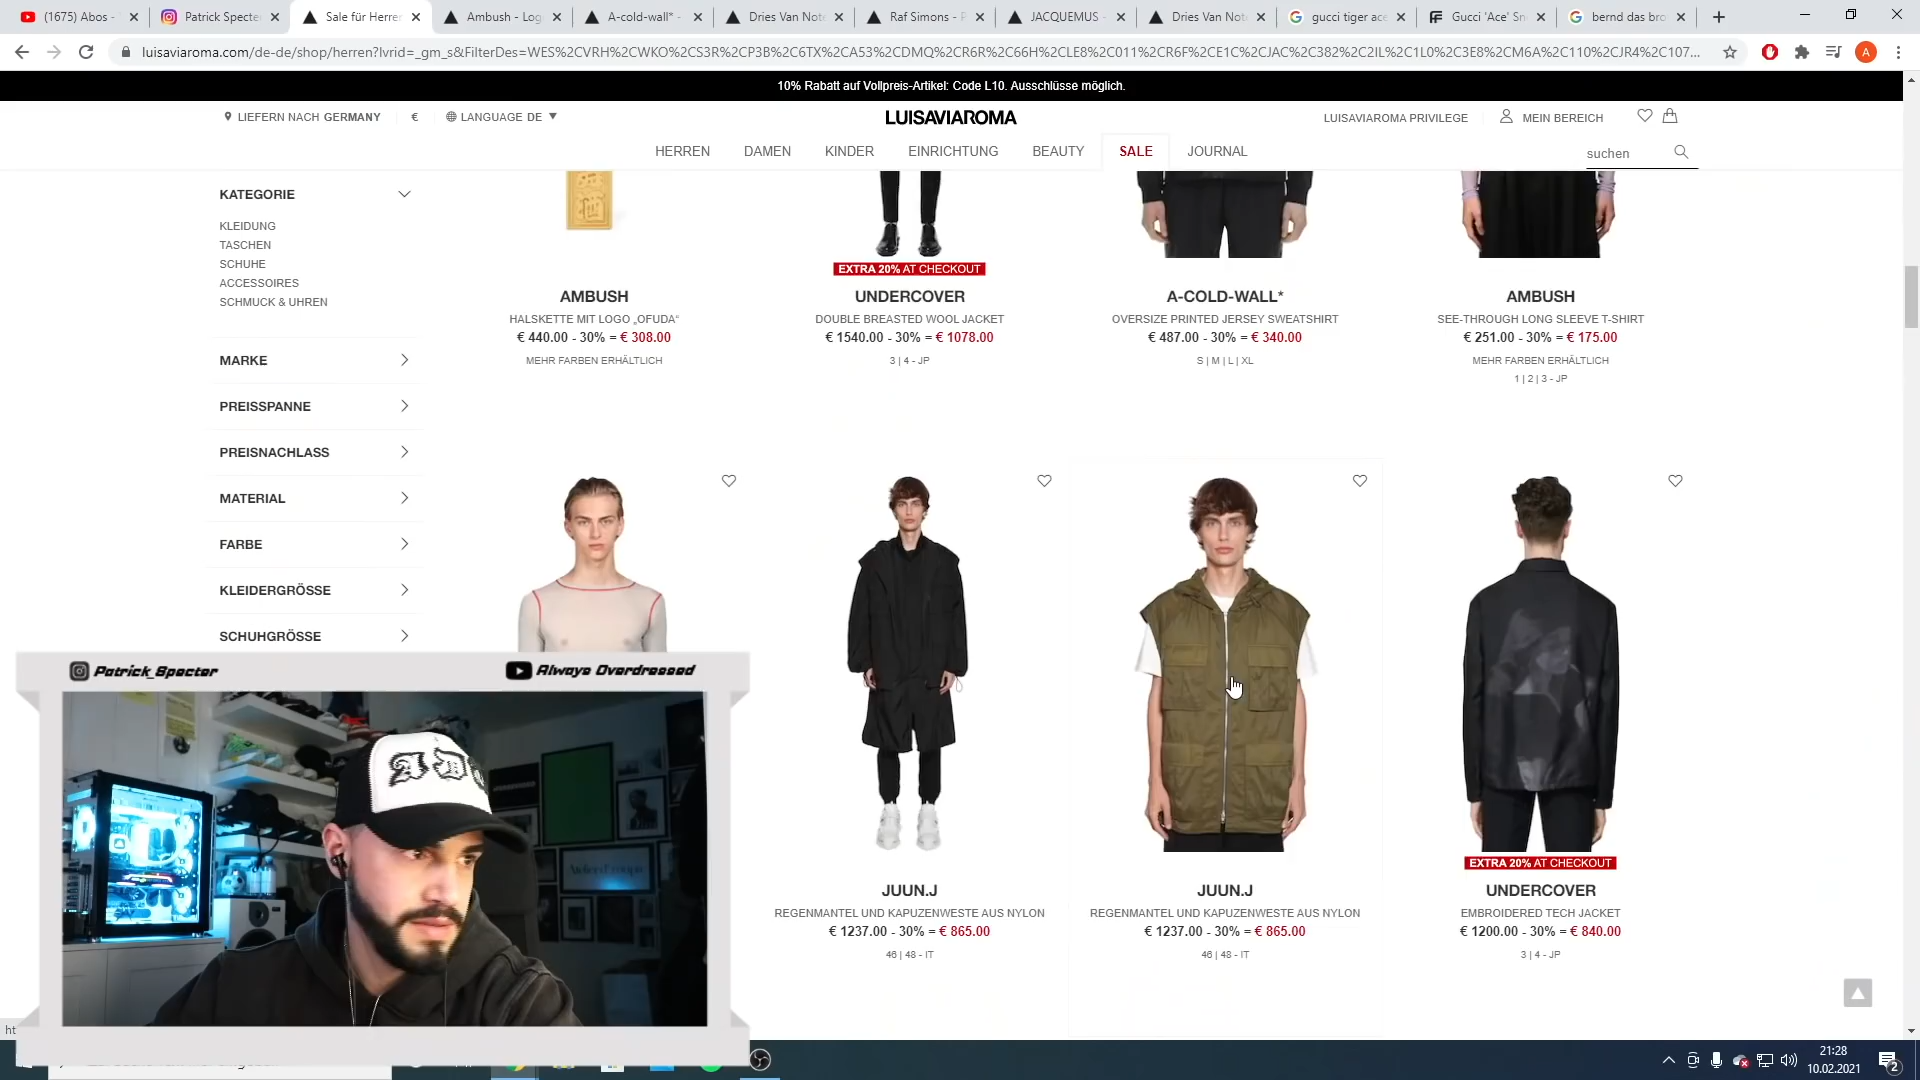 (1675) Abos -
Patrick Specte
Sale für Herre
Ambush - Log
A-cold-wall* -
Dries Van Not
Raf Simons - P
JACQUEMUS -
Dries Van Not
gucci tiger ace
Gucci 'Ace' Sn
bernd das bro
luisaviaroma.com/de-de/shop/herren?lvrid=_gm_s&FilterDes=WES%2CVRH%2CWKO%2CS3R%2CP3B%2C6TX%2CA53%2CDMQ%2CR6R%2C66H%2CLE8%2C011%2CR6F%2CE1C%2CJAC%2C382%2C2IL%2C1L0%2C3E8%2CM6A%2C110%2CJR4%2C107...
A
10% Rabatt auf Vollpreis-Artikel: Code L10. Ausschlüsse möglich.
LIEFERN NACH GERMANY € LANGUAGE DE
LUISAVIAROMA
LUISAVIAROMA PRIVILEGE MEIN BEREICH
HERREN DAMEN KINDER EINRICHTUNG BEAUTY SALE JOURNAL
suchen
KATEGORIE
KLEIDUNG
TASCHEN
SCHUHE
ACCESSOIRES
SCHMUCK & UHREN
MARKE
PREISSPANNE
PREISNACHLASS
MATERIAL
FARBE
KLEIDERGRÖSSE
SCHUHGRÖSSE
AMBUSH
HALSKETTE MIT LOGO „OFUDA“
€ 440.00 - 30% = € 308.00
MEHR FARBEN ERHÄLTLICH
EXTRA 20% AT CHECKOUT
UNDERCOVER
DOUBLE BREASTED WOOL JACKET
€ 1540.00 - 30% = € 1078.00
3 | 4 - JP
A-COLD-WALL*
OVERSIZE PRINTED JERSEY SWEATSHIRT
€ 487.00 - 30% = € 340.00
S | M | L | XL
AMBUSH
SEE-THROUGH LONG SLEEVE T-SHIRT
€ 251.00 - 30% = € 175.00
MEHR FARBEN ERHÄLTLICH
1 | 2 | 3 - JP
JUUN.J
REGENMANTEL UND KAPUZENWESTE AUS NYLON
€ 1237.00 - 30% = € 865.00
46 | 48 - IT
JUUN.J
REGENMANTEL UND KAPUZENWESTE AUS NYLON
€ 1237.00 - 30% = € 865.00
46 | 48 - IT
EXTRA 20% AT CHECKOUT
UNDERCOVER
EMBROIDERED TECH JACKET
€ 1200.00 - 30% = € 840.00
3 | 4 - JP
Patrick_Specter
Always Overdressed
ht
21:28
10.02.2021
2